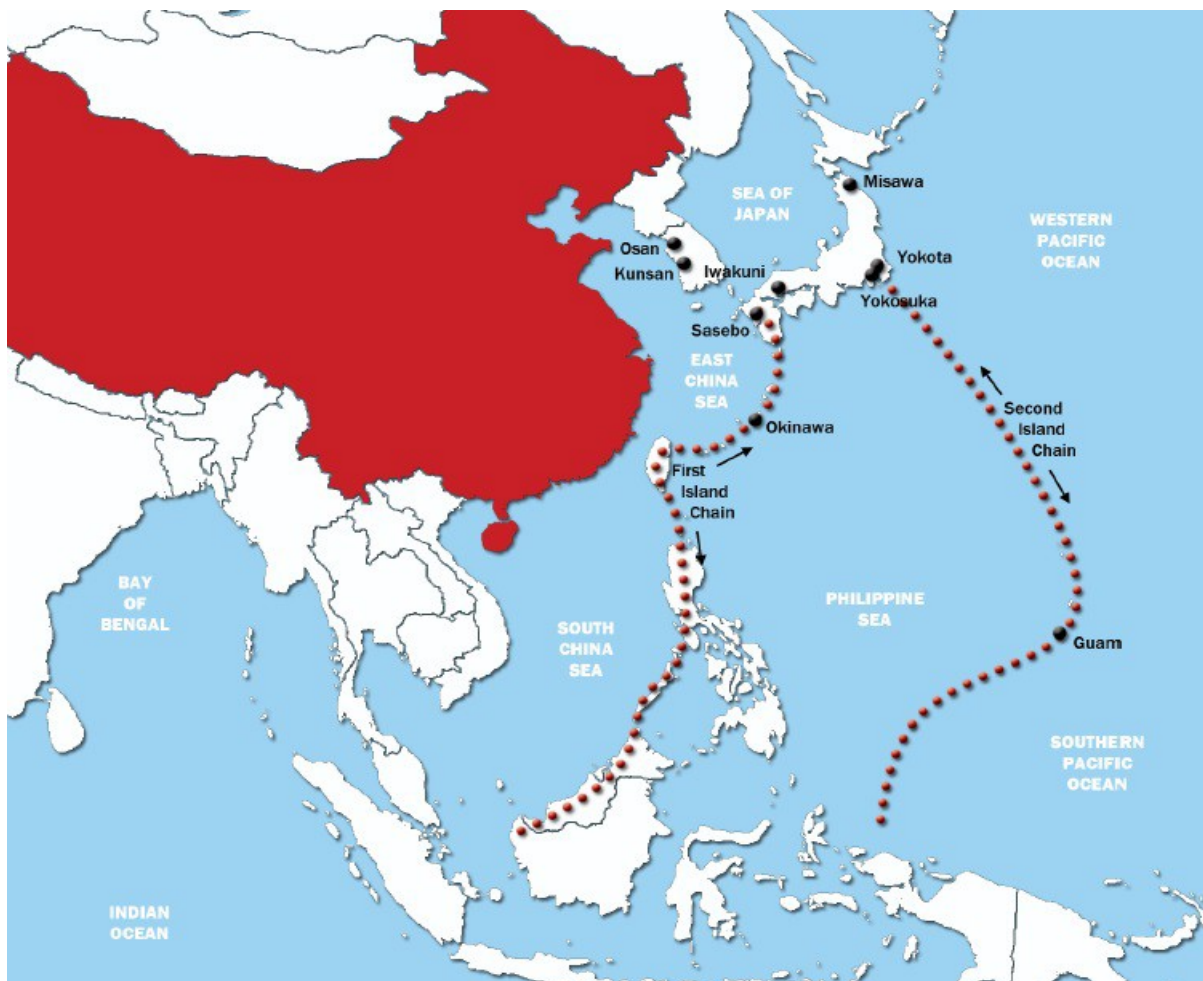 Misawa
SEA OF
JAPAN
WESTERN
PACIFIC
OCEAN
Osan
Kunsan
Iwakuni
Yokota
Yokosuka
Sasebo
EAST
CHINA
SEA
Second
Island
Chain
Okinawa
First
Island
Chain
BAY
OF
BENGAL
PHILIPPINE
SEA
SOUTH
CHINA
SEA
Guam
SOUTHERN
PACIFIC
OCEAN
INDIAN
OCEAN